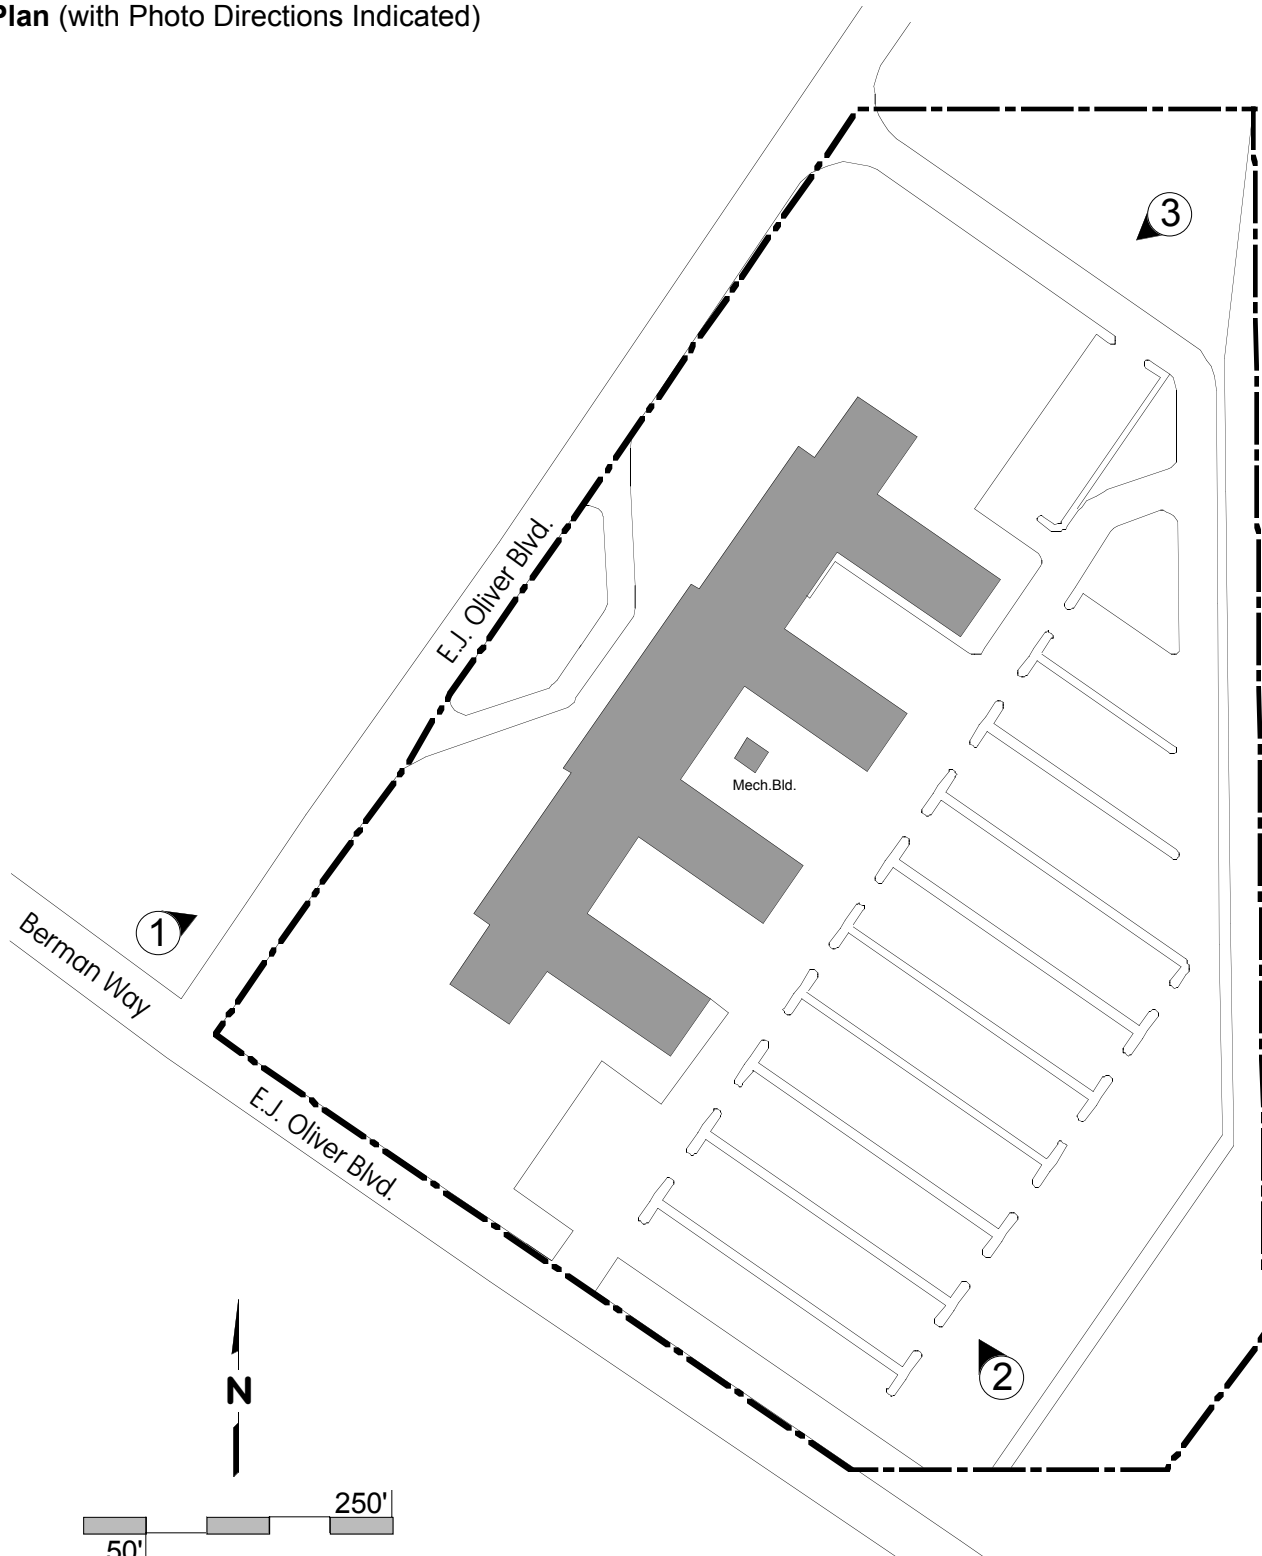 Plan (with Photo Directions Indicated)
3
E.J. Oliver Blvd.
Mech.Bld.
1
Berman Way
E.J. Oliver Blvd.
2
N
250'
50'